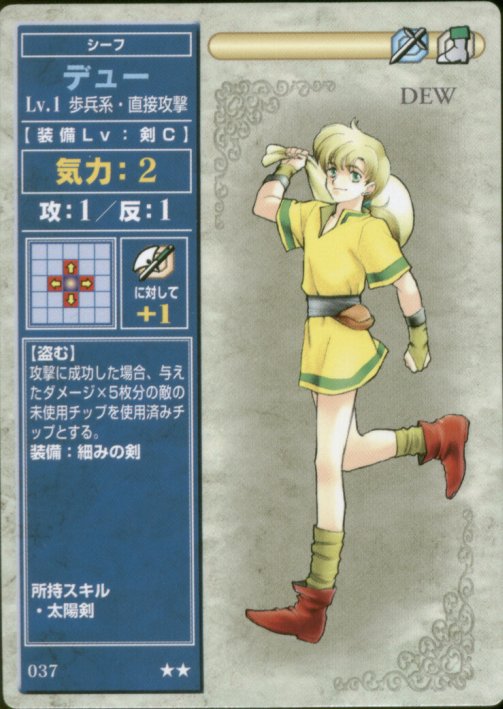 シーフ
デュー
Lv.1 歩兵系・直接攻撃
【装備Lv：剣C】
気力：2
攻：1／反：1
に対して
+1
【盗む】
攻撃に成功した場合、与え
たダメージ×5枚分の敵の
未使用チップを使用済みチ
ップとする。
装備：細みの剣
所持スキル
・太陽剣
037
★★
DEW